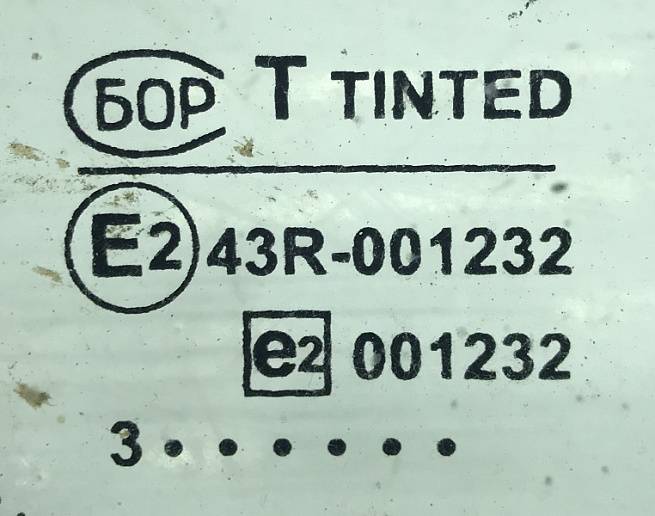 БОР T TINTED
E2 43R-001232
e2 001232
3 • • • • • •